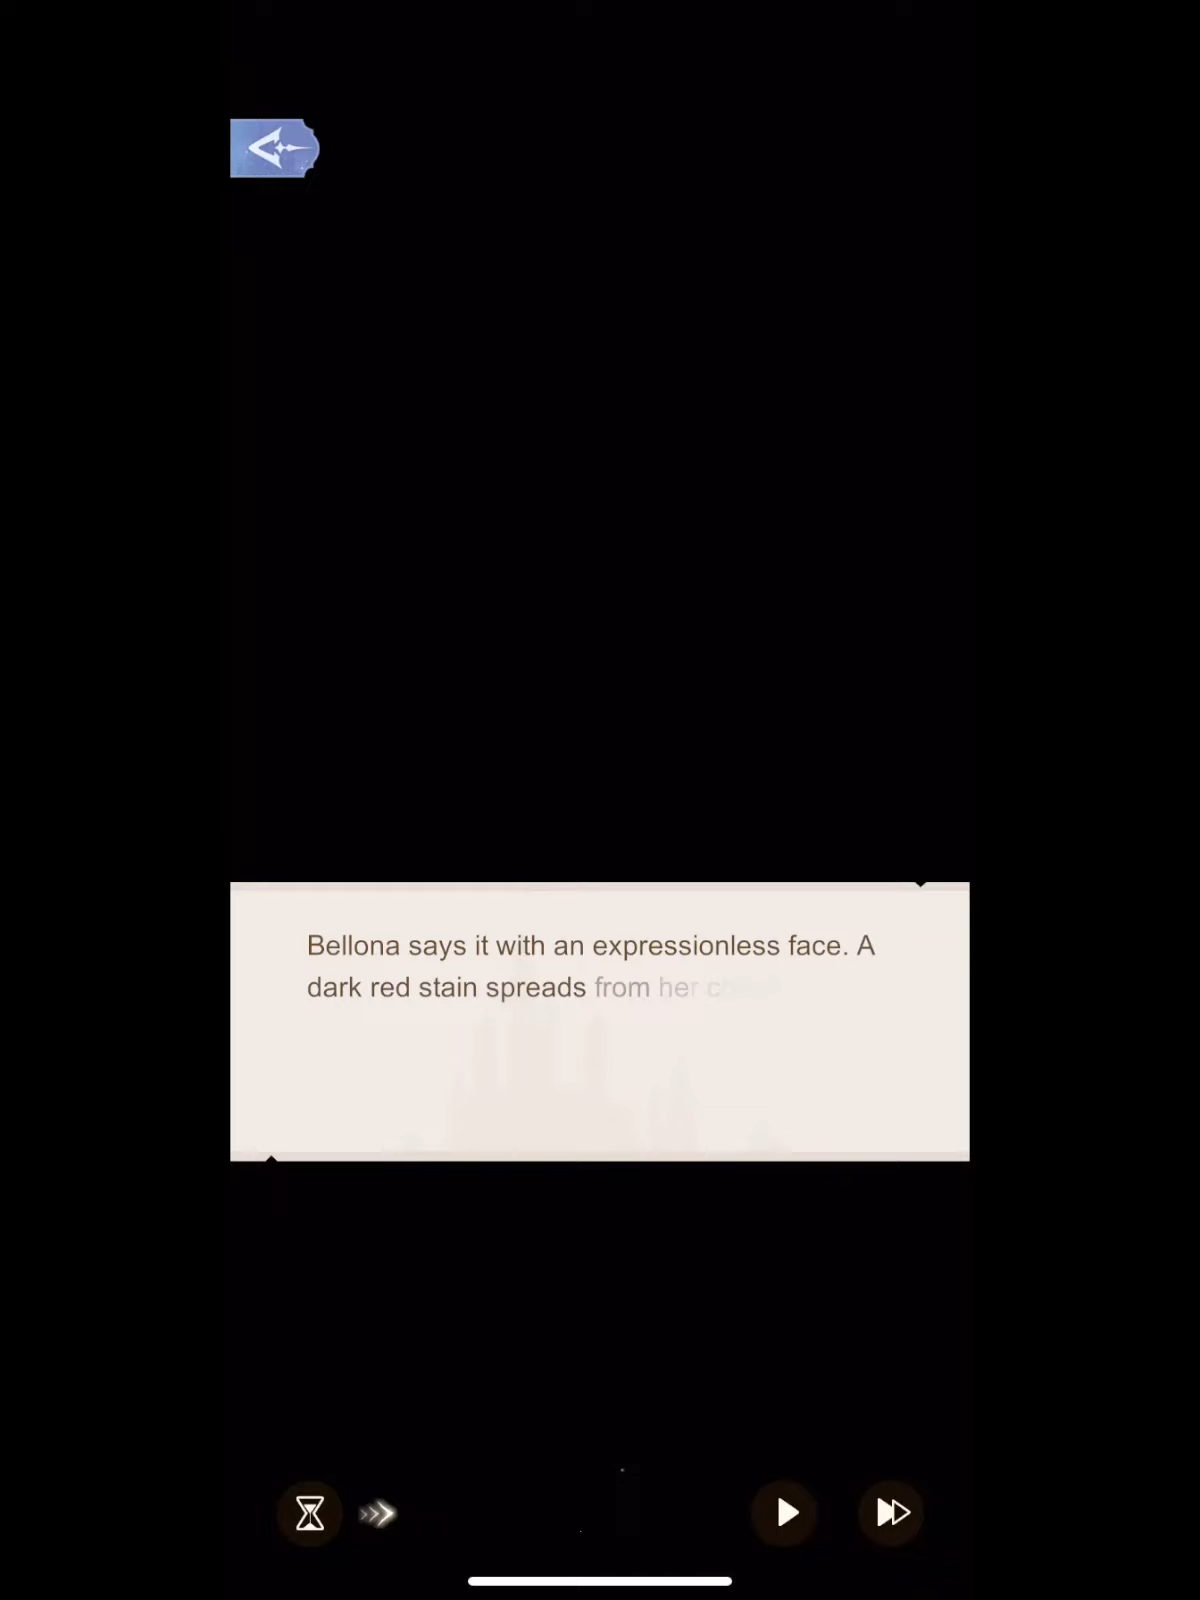 Bellona says it with an expressionless face. A
dark red stain spreads from her